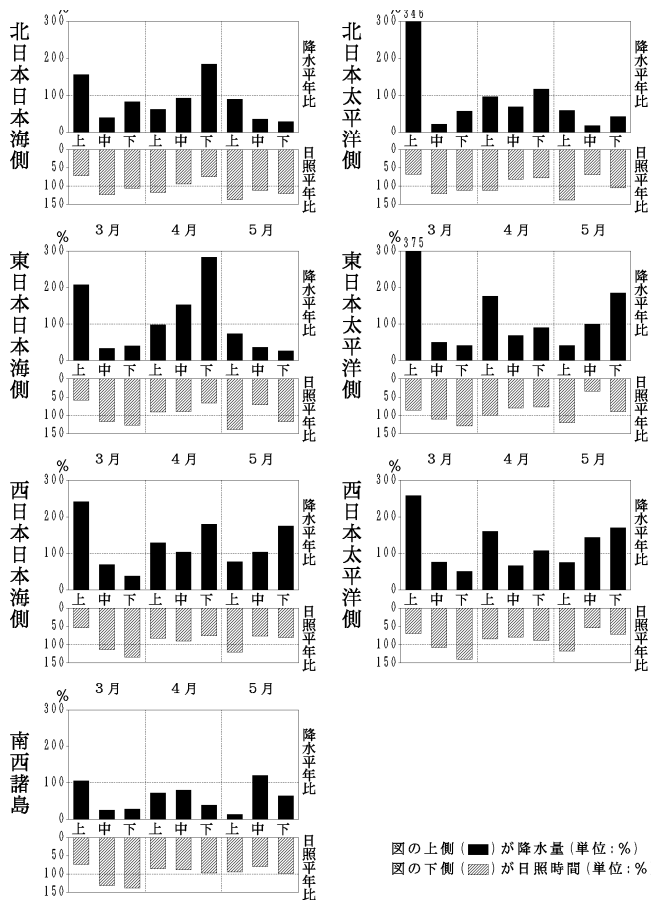 北日本日本海側
%
300
200
100
0
降水平年比
上 中 下 上 中 下 上 中 下
0
50
100
150
日照平年比
3月 4月 5月
北日本太平洋側
%
346
300
200
100
0
降水平年比
上 中 下 上 中 下 上 中 下
0
50
100
150
日照平年比
3月 4月 5月
東日本日本海側
%
300
200
100
0
降水平年比
上 中 下 上 中 下 上 中 下
0
50
100
150
日照平年比
3月 4月 5月
東日本太平洋側
%
375
300
200
100
0
降水平年比
上 中 下 上 中 下 上 中 下
0
50
100
150
日照平年比
3月 4月 5月
西日本日本海側
%
300
200
100
0
降水平年比
上 中 下 上 中 下 上 中 下
0
50
100
150
日照平年比
3月 4月 5月
西日本太平洋側
%
300
200
100
0
降水平年比
上 中 下 上 中 下 上 中 下
0
50
100
150
日照平年比
南西諸島
%
300
200
100
0
降水平年比
上 中 下 上 中 下 上 中 下
0
50
100
150
日照平年比
図の上側( )が降水量(単位:%)
図の下側( )が日照時間(単位:%